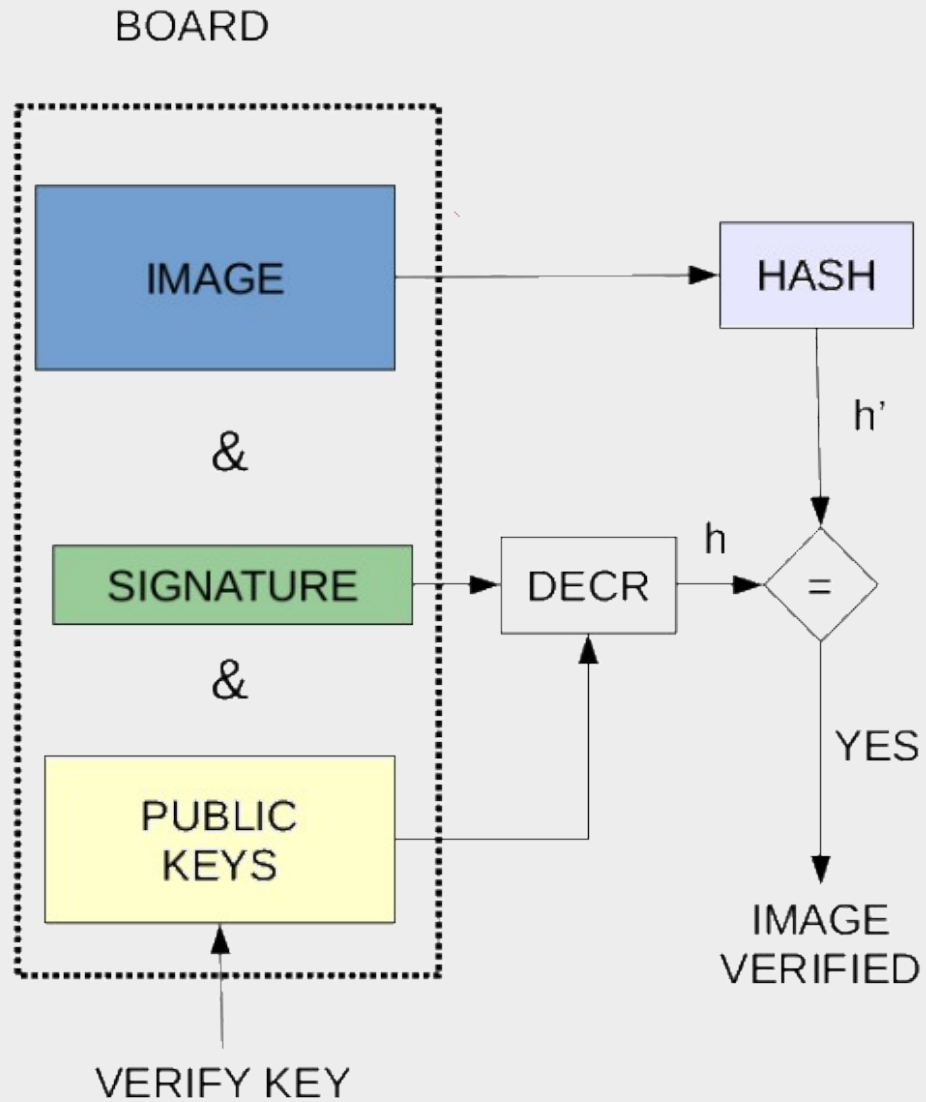 BOARD
IMAGE
HASH
&
h’
SIGNATURE
DECR
h
=
&
YES
PUBLIC
KEYS
IMAGE
VERIFIED
VERIFY KEY